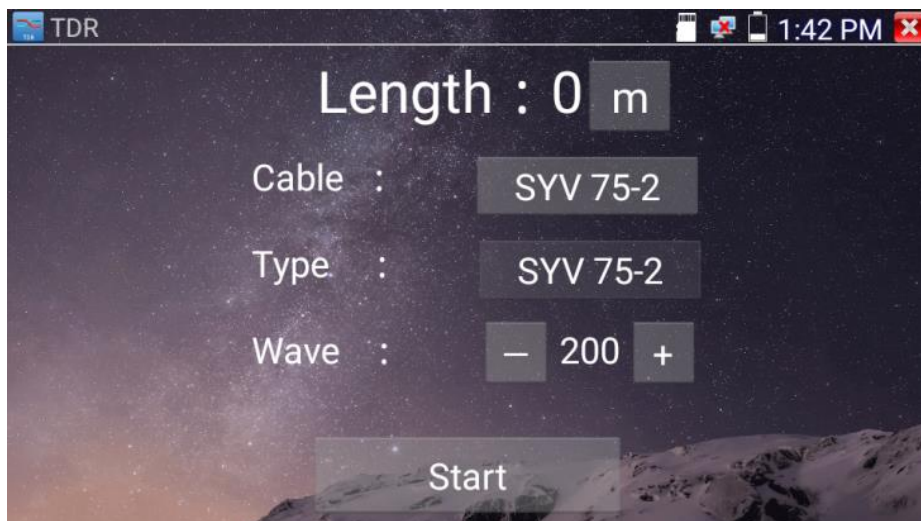 TDR 1:42 PM
Length : 0 m
Cable : SYV 75-2
Type : SYV 75-2
Wave : — 200 +
Start